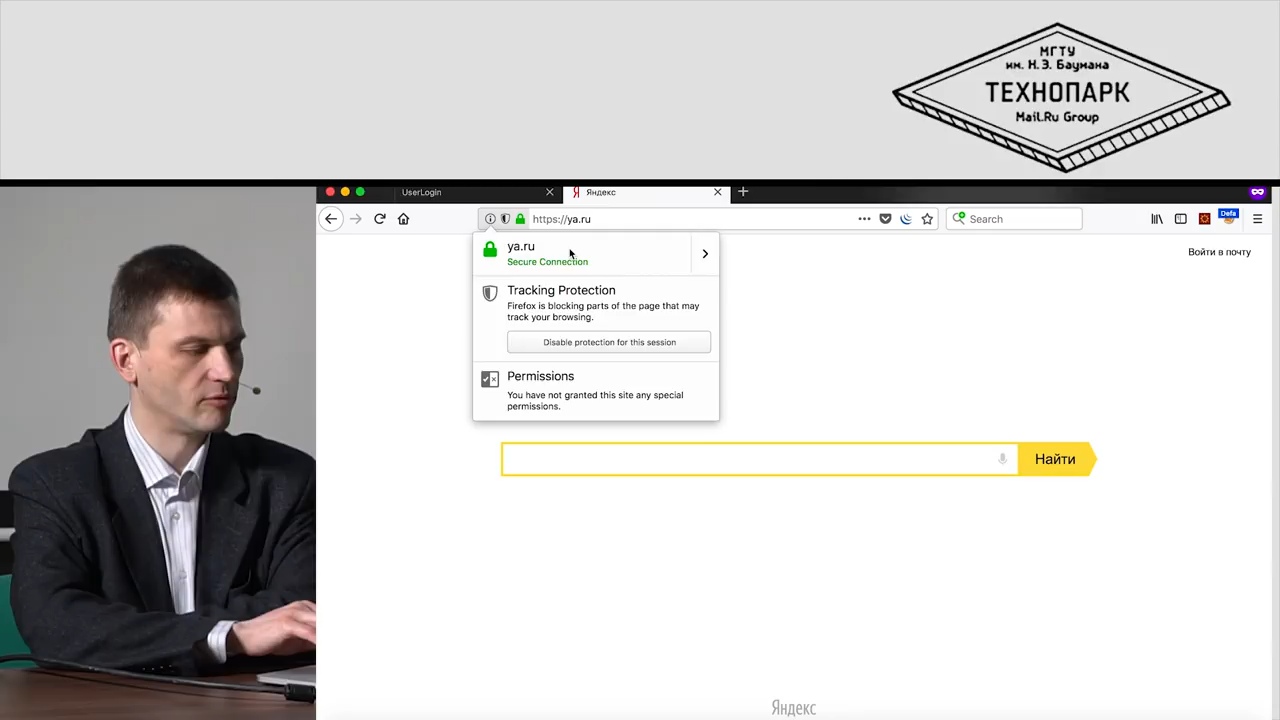 МГТУ
им. Н.Э. Баумана
ТЕХНОПАРК
Mail.Ru Group
UserLogin
Яндекс
https://ya.ru
Search
Defa
ya.ru
Secure Connection
Войти в почту
Tracking Protection
Firefox is blocking parts of the page that may
track your browsing.
Disable protection for this session
Permissions
You have not granted this site any special
permissions.
Найти
Яндекс